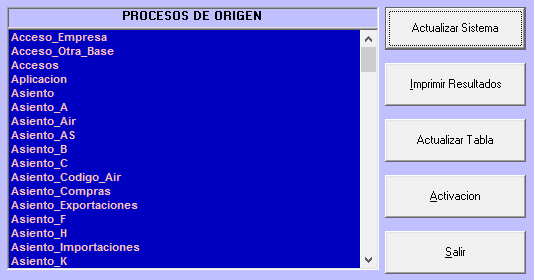 PROCESOS DE ORIGEN
Acceso_Empresa
Acceso_Otra_Base
Accesos
Aplicacion
Asiento
Asiento_A
Asiento_Air
Asiento_AS
Asiento_B
Asiento_C
Asiento_Codigo_Air
Asiento_Compras
Asiento_Exportaciones
Asiento_F
Asiento_H
Asiento_Importaciones
Asiento_K
Actualizar Sistema
Imprimir Resultados
Actualizar Tabla
Activacion
Salir